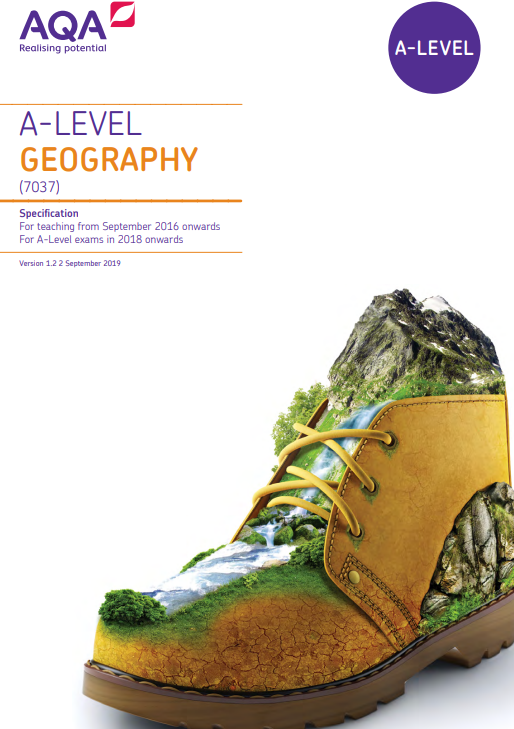 AQA
Realising potential
A-LEVEL
A-LEVEL
GEOGRAPHY
(7037)
Specification
For teaching from September 2016 onwards
For A-Level exams in 2018 onwards
Version 1.2 2 September 2019